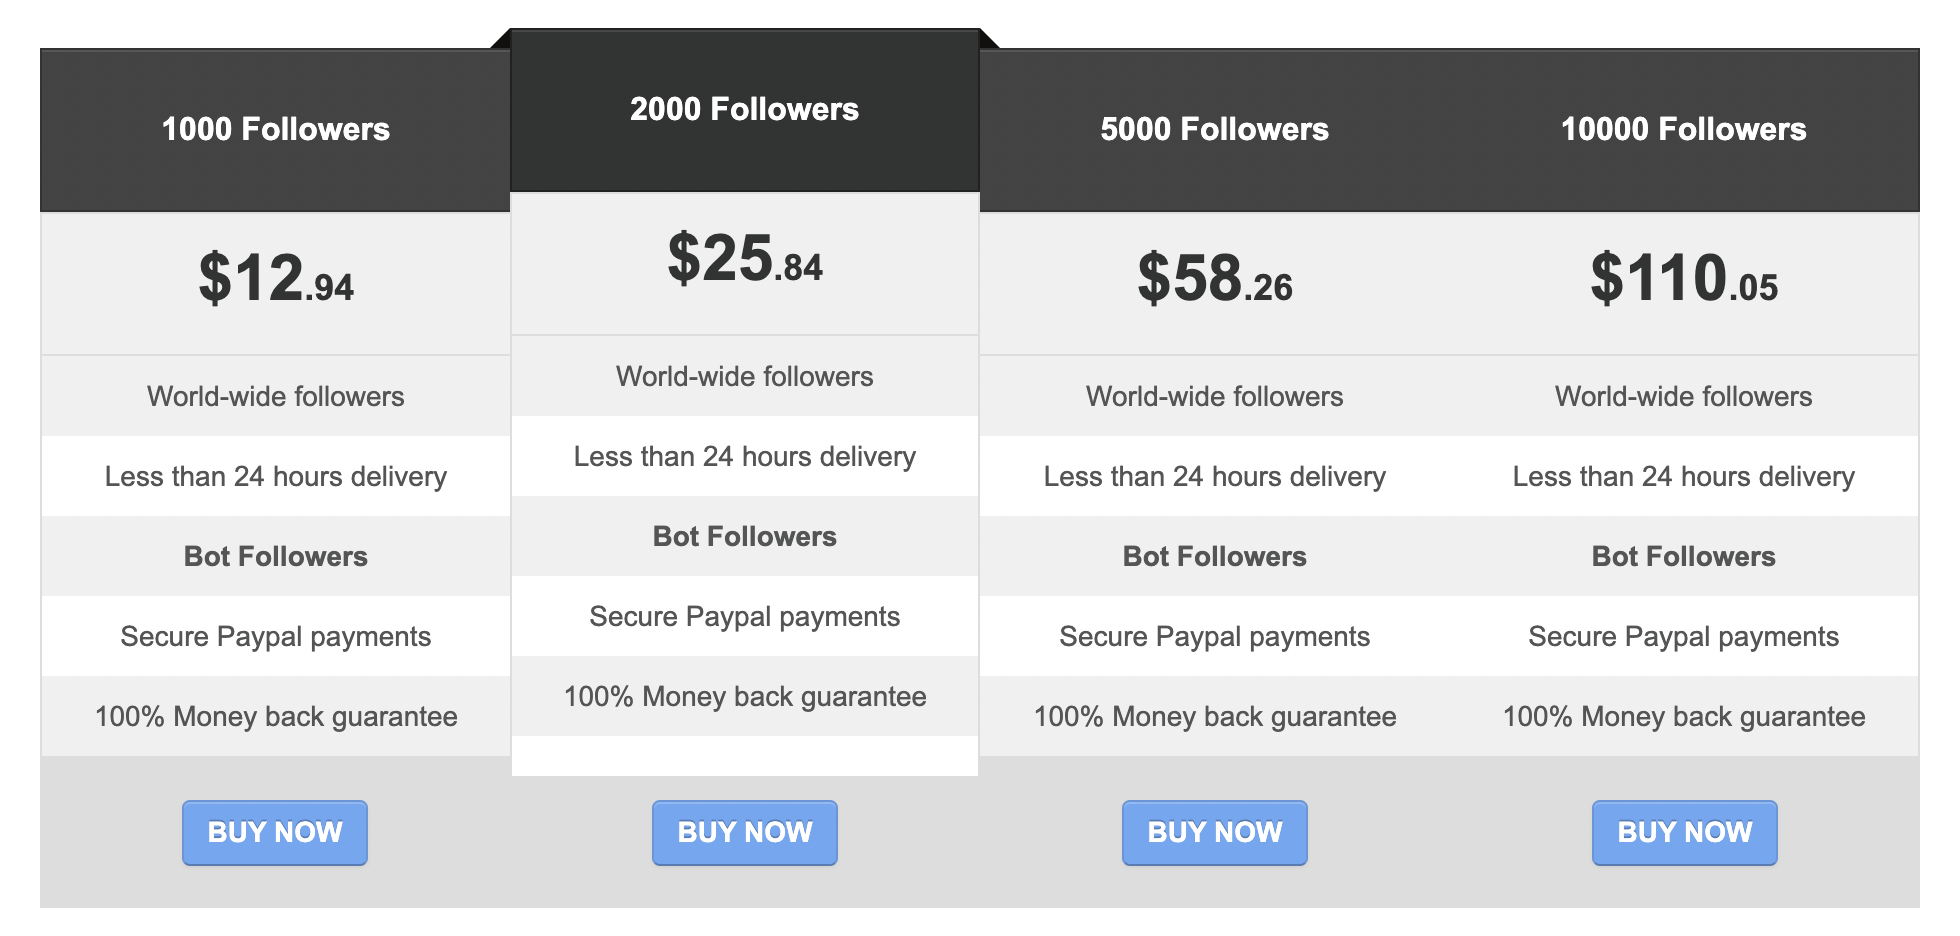 1000 Followers
$12.94
World-wide followers
Less than 24 hours delivery
Bot Followers
Secure Paypal payments
100% Money back guarantee
BUY NOW
2000 Followers
$25.84
World-wide followers
Less than 24 hours delivery
Bot Followers
Secure Paypal payments
100% Money back guarantee
BUY NOW
5000 Followers
$58.26
World-wide followers
Less than 24 hours delivery
Bot Followers
Secure Paypal payments
100% Money back guarantee
BUY NOW
10000 Followers
$110.05
World-wide followers
Less than 24 hours delivery
Bot Followers
Secure Paypal payments
100% Money back guarantee
BUY NOW